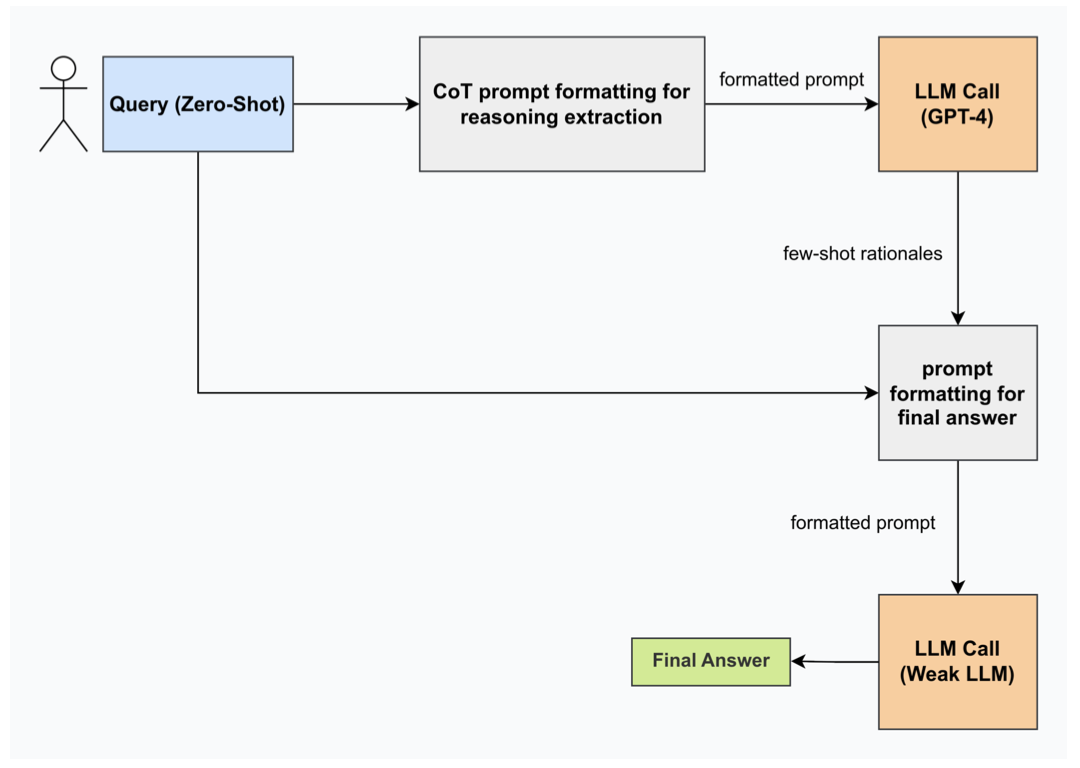 Query (Zero-Shot)
CoT prompt formatting for
reasoning extraction
formatted prompt
LLM Call
(GPT-4)
few-shot rationales
prompt
formatting for
final answer
formatted prompt
LLM Call
(Weak LLM)
Final Answer